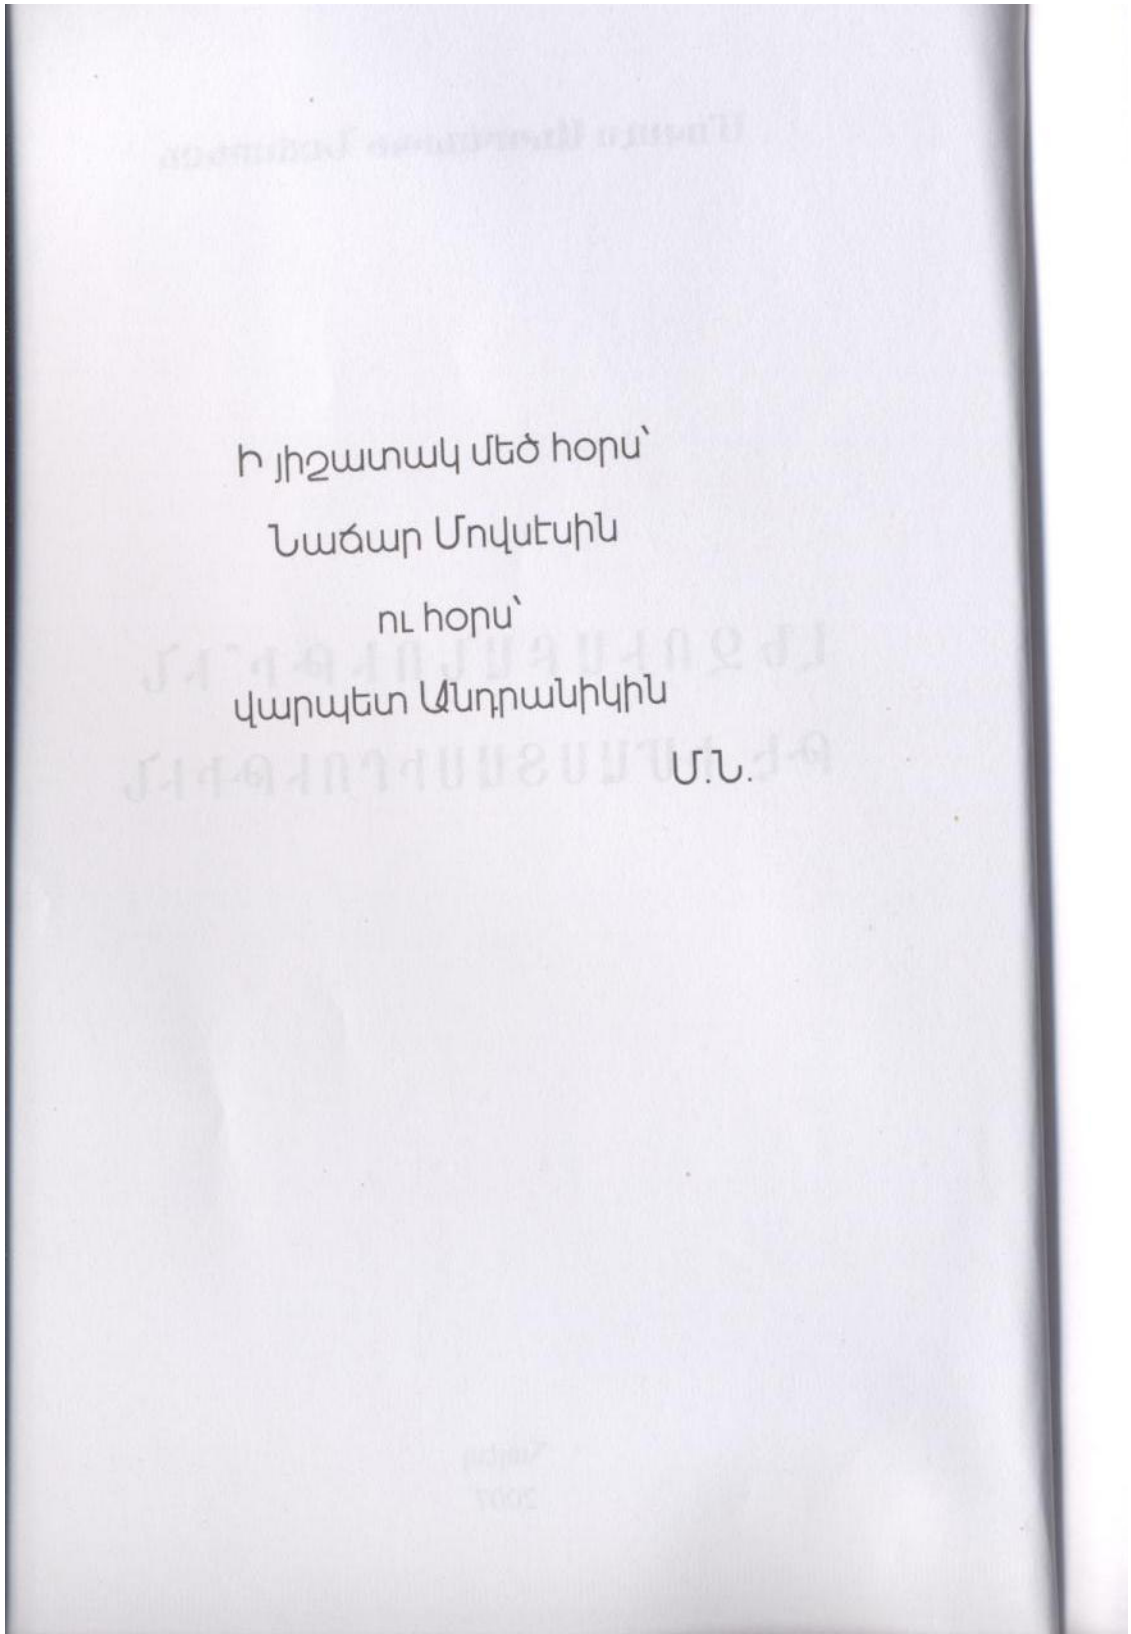 Ի յիշատակ մեծ հօրս՝
Նաճար Մովսէսին
ու հօրս՝
վարպետ Անդրանիկին
Մ.Ն.